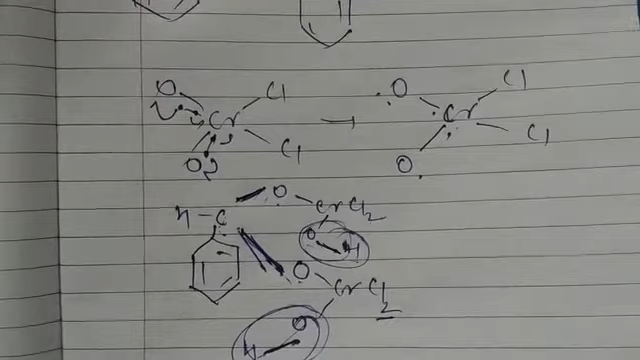 O Cl O Cl
Cr → Cr
O Cl O Cl
H - C O CrCl2
O - H
O CrCl2
O
H